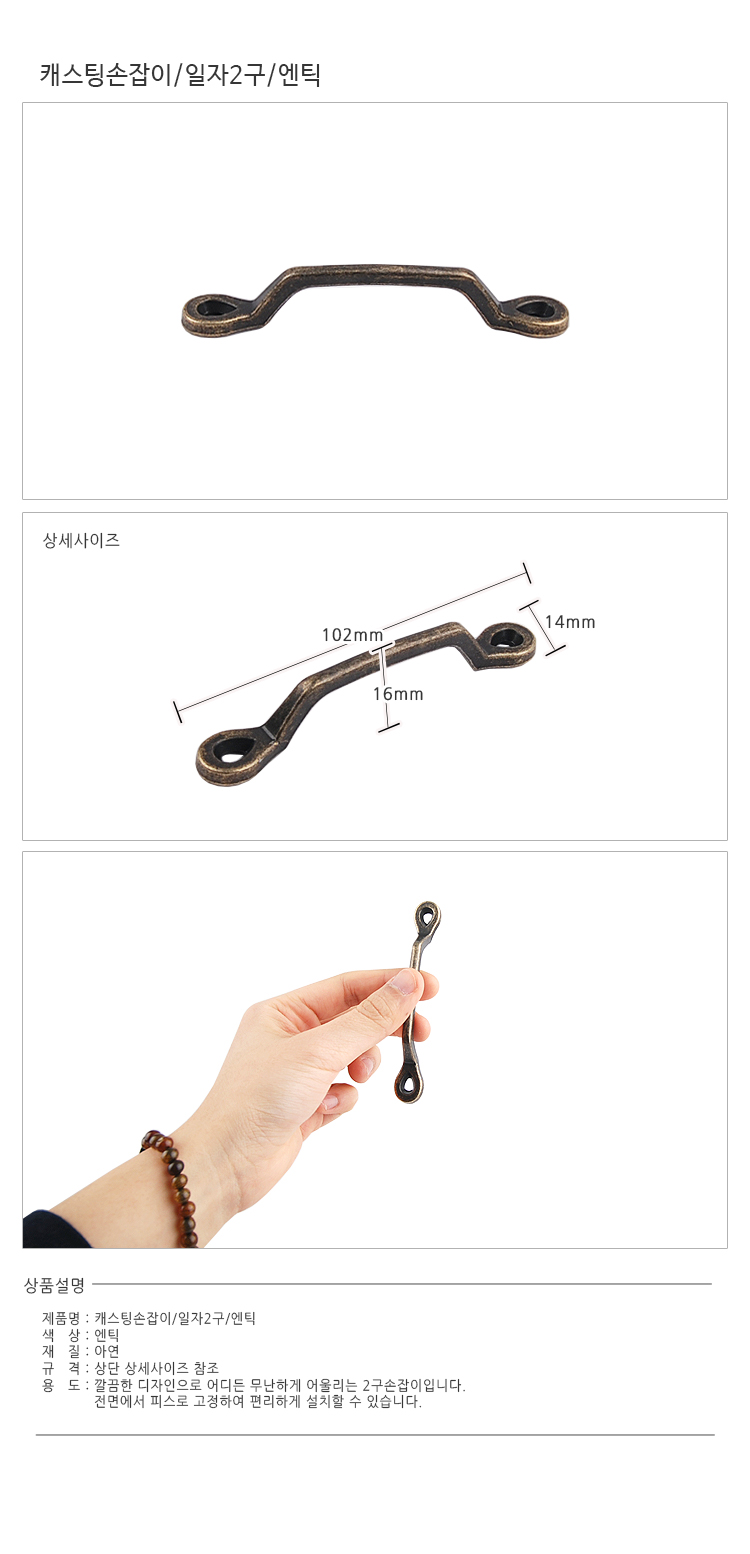 캐스팅손잡이/일자2구/엔틱
상세사이즈
102mm
14mm
16mm
상품설명
제품명 : 캐스팅손잡이/일자2구/엔틱
색 상 : 엔틱
재 질 : 아연
규 격 : 상단 상세사이즈 참조
용 도 : 깔끔한 디자인으로 어디든 무난하게 어울리는 2구손잡이입니다.
전면에서 피스로 고정하여 편리하게 설치할 수 있습니다.